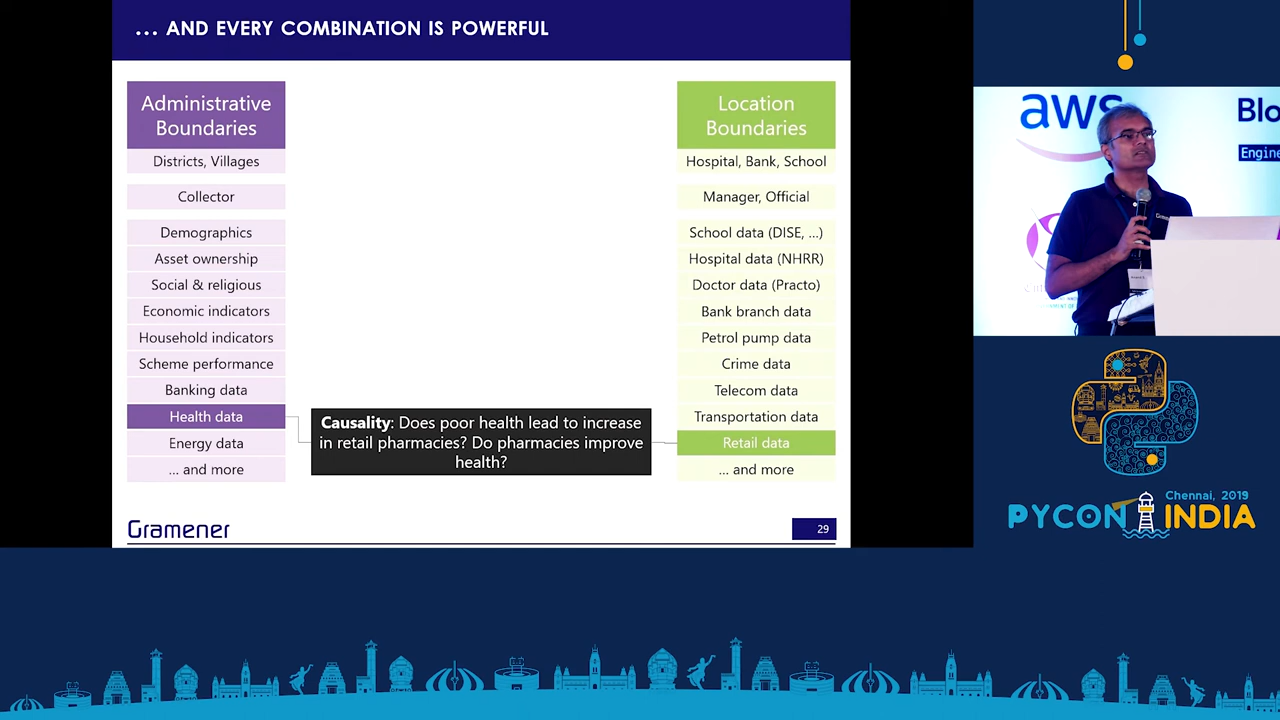 ... AND EVERY COMBINATION IS POWERFUL
Administrative
Boundaries
Districts, Villages
Collector
Demographics
Asset ownership
Social & religious
Economic indicators
Household indicators
Scheme performance
Banking data
Health data
Energy data
... and more
Causality: Does poor health lead to increase
in retail pharmacies? Do pharmacies improve
health?
Location
Boundaries
Hospital, Bank, School
Manager, Official
School data (DISE, ...)
Hospital data (NHRR)
Doctor data (Practo)
Bank branch data
Petrol pump data
Crime data
Telecom data
Transportation data
Retail data
... and more
Gramener
29
aws
Blo
Engine
Chennai, 2019
PYCON INDIA